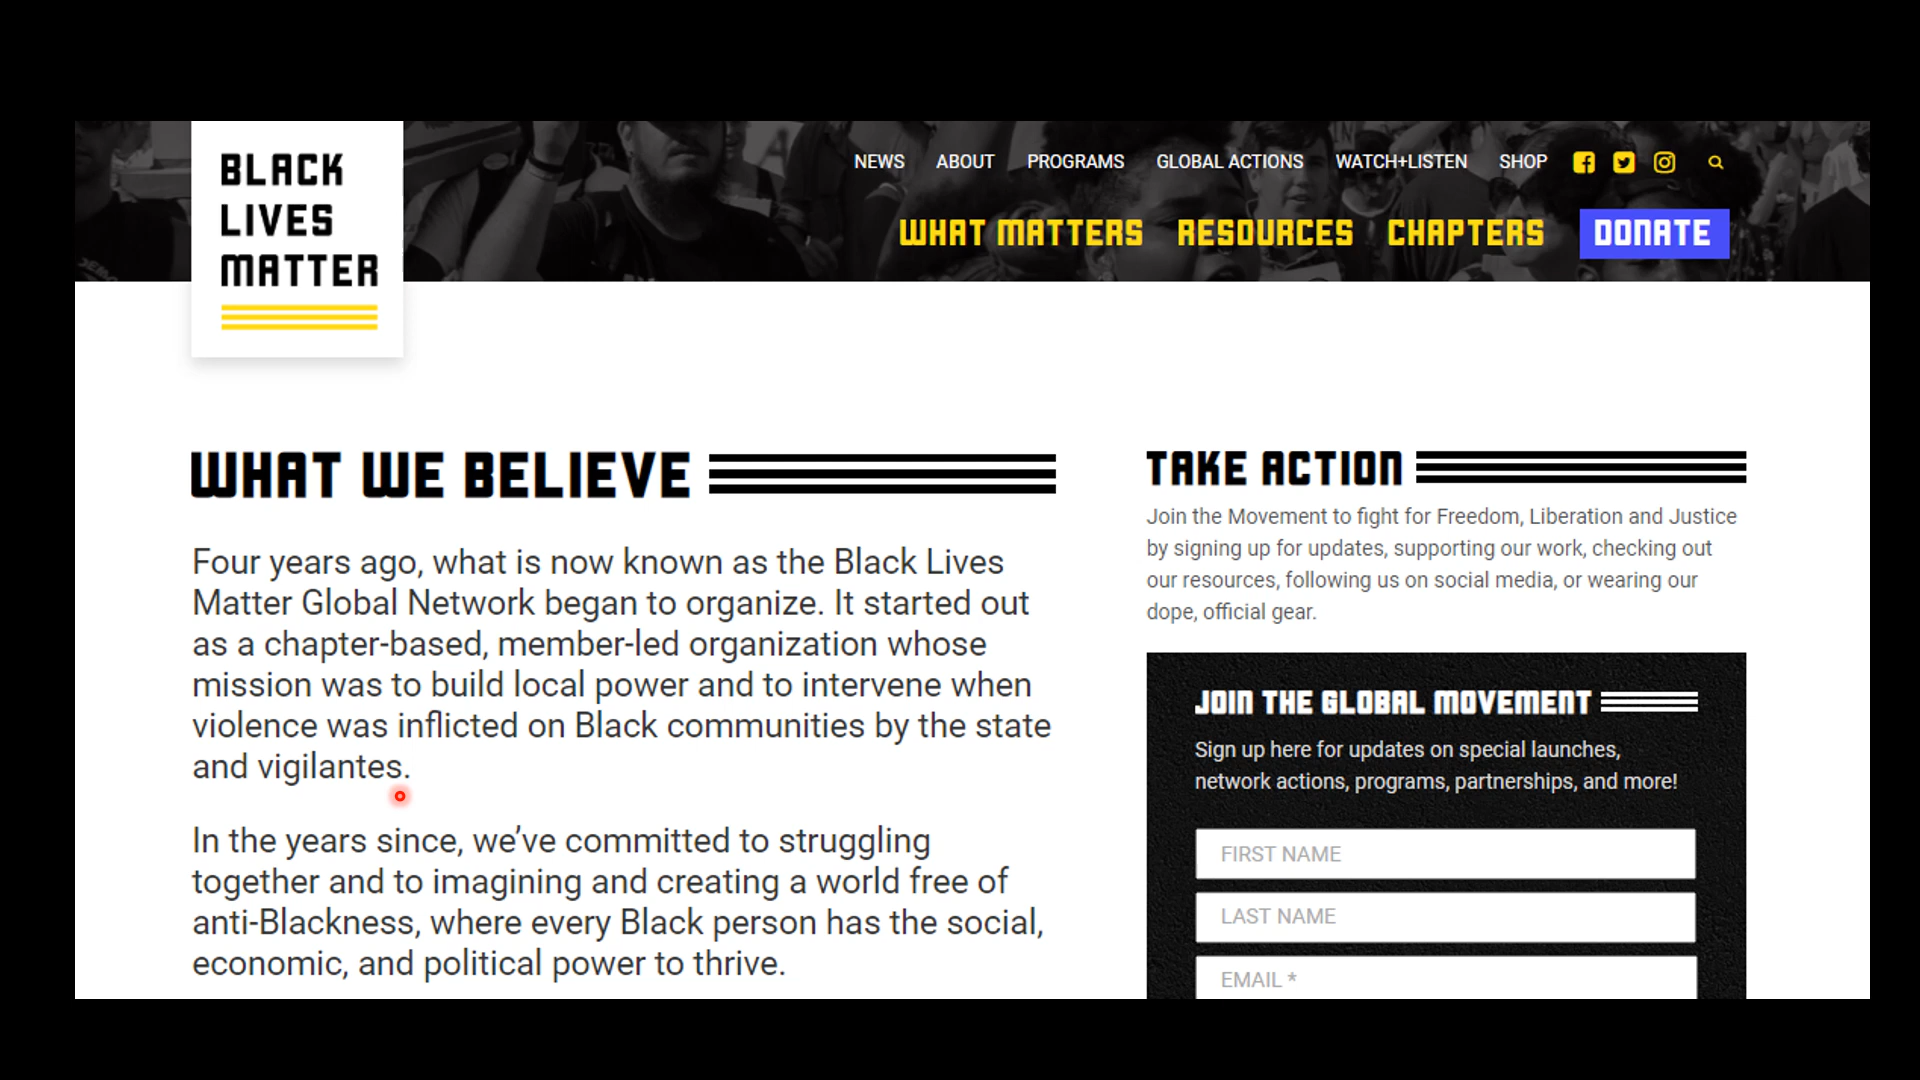 BLACK
LIVES
MATTER
NEWS ABOUT PROGRAMS GLOBAL ACTIONS WATCH+LISTEN SHOP
WHAT MATTERS RESOURCES CHAPTERS DONATE
WHAT WE BELIEVE
Four years ago, what is now known as the Black Lives
Matter Global Network began to organize. It started out
as a chapter-based, member-led organization whose
mission was to build local power and to intervene when
violence was inflicted on Black communities by the state
and vigilantes.
In the years since, we’ve committed to struggling
together and to imagining and creating a world free of
anti-Blackness, where every Black person has the social,
economic, and political power to thrive.
TAKE ACTION
Join the Movement to fight for Freedom, Liberation and Justice
by signing up for updates, supporting our work, checking out
our resources, following us on social media, or wearing our
dope, official gear.
JOIN THE GLOBAL MOVEMENT
Sign up here for updates on special launches,
network actions, programs, partnerships, and more!
FIRST NAME
LAST NAME
EMAIL *